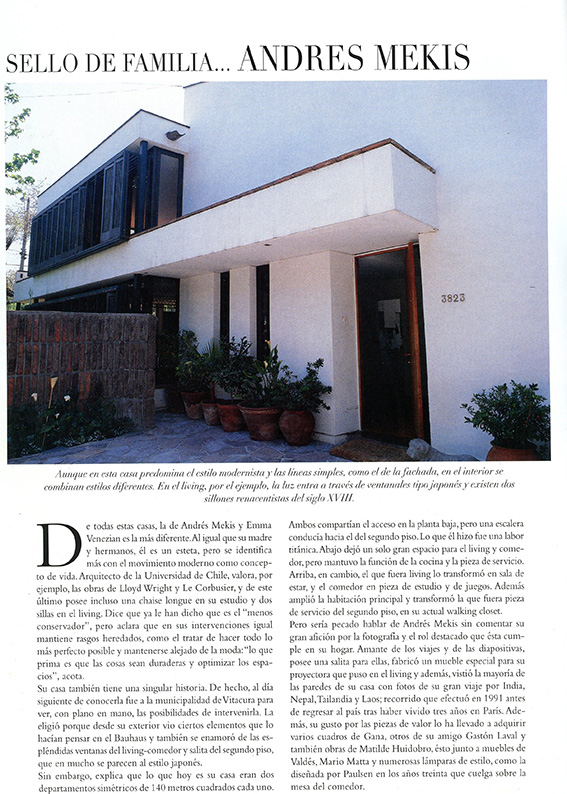 SELLO DE FAMILIA... ANDRES MEKIS
3823
Aunque en esta casa predomina el estilo modernista y las líneas simples, como el de la fachada, en el interior se
combinan estilos diferentes. En el living, por el ejemplo, la luz entra a través de ventanales tipo japonés y existen dos
sillones renacentistas del siglo XVIII.
De todas estas casas, la de Andrés Mekis y Emma
Venezian es la más diferente. Al igual que su madre
y hermanos, él es un esteta, pero se identifica
más con el movimiento moderno como concep-
to de vida. Arquitecto de la Universidad de Chile, valora, por
ejemplo, las obras de Lloyd Wright y Le Corbusier, y de este
último posee incluso una chaise longue en su estudio y dos
sillas en el living. Dice que ya le han dicho que es el “menos
conservador”, pero aclara que en sus intervenciones igual
mantiene rasgos heredados, como el tratar de hacer todo lo
más perfecto posible y mantenerse alejado de la moda: “lo que
prima es que las cosas sean duraderas y optimizar los espa-
cios”, acota.
Su casa también tiene una singular historia. De hecho, al día
siguiente de conocerla fue a la municipalidad de Vitacura para
ver, con plano en mano, las posibilidades de intervenirla. La
eligió porque desde su exterior vio ciertos elementos que lo
hacían pensar en el Bauhaus y también se enamoró de las es-
pléndidas ventanas del living-comedor y salita del segundo piso,
que en mucho se parecen al estilo japonés.
Sin embargo, explica que lo que hoy es su casa eran dos
departamentos simétricos de 140 metros cuadrados cada uno.
Ambos compartían el acceso en la planta baja, pero una escalera
conducía hacia el del segundo piso. Lo que él hizo fue una labor
titánica. Abajo dejó un solo gran espacio para el living y come-
dor, pero mantuvo la función de la cocina y la pieza de servicio.
Arriba, en cambio, el que fuera living lo transformó en sala de
estar, y el comedor en pieza de estudio y de juegos. Además
amplió la habitación principal y transformó la que fuera pieza
de servicio del segundo piso, en su actual walking closet.
Pero sería pecado hablar de Andrés Mekis sin comentar su
gran afición por la fotografía y el rol destacado que ésta cum-
ple en su hogar. Amante de los viajes y de las diapositivas,
posee una salita para ellas, fabricó un mueble especial para su
proyectora que puso en el living y además, vistió la mayoría de
las paredes de su casa con fotos de su gran viaje por India,
Nepal, Tailandia y Laos; recorrido que efectuó en 1991 antes
de regresar al país tras haber vivido tres años en París. Ade-
más, su gusto por las piezas de valor lo ha llevado a adquirir
varios cuadros de Gana, otros de su amigo Gastón Laval y
también obras de Matilde Huidobro, ésto junto a muebles de
Valdés, Mario Matta y numerosas lámparas de estilo, como la
diseñada por Paulsen en los años treinta que cuelga sobre la
mesa del comedor.